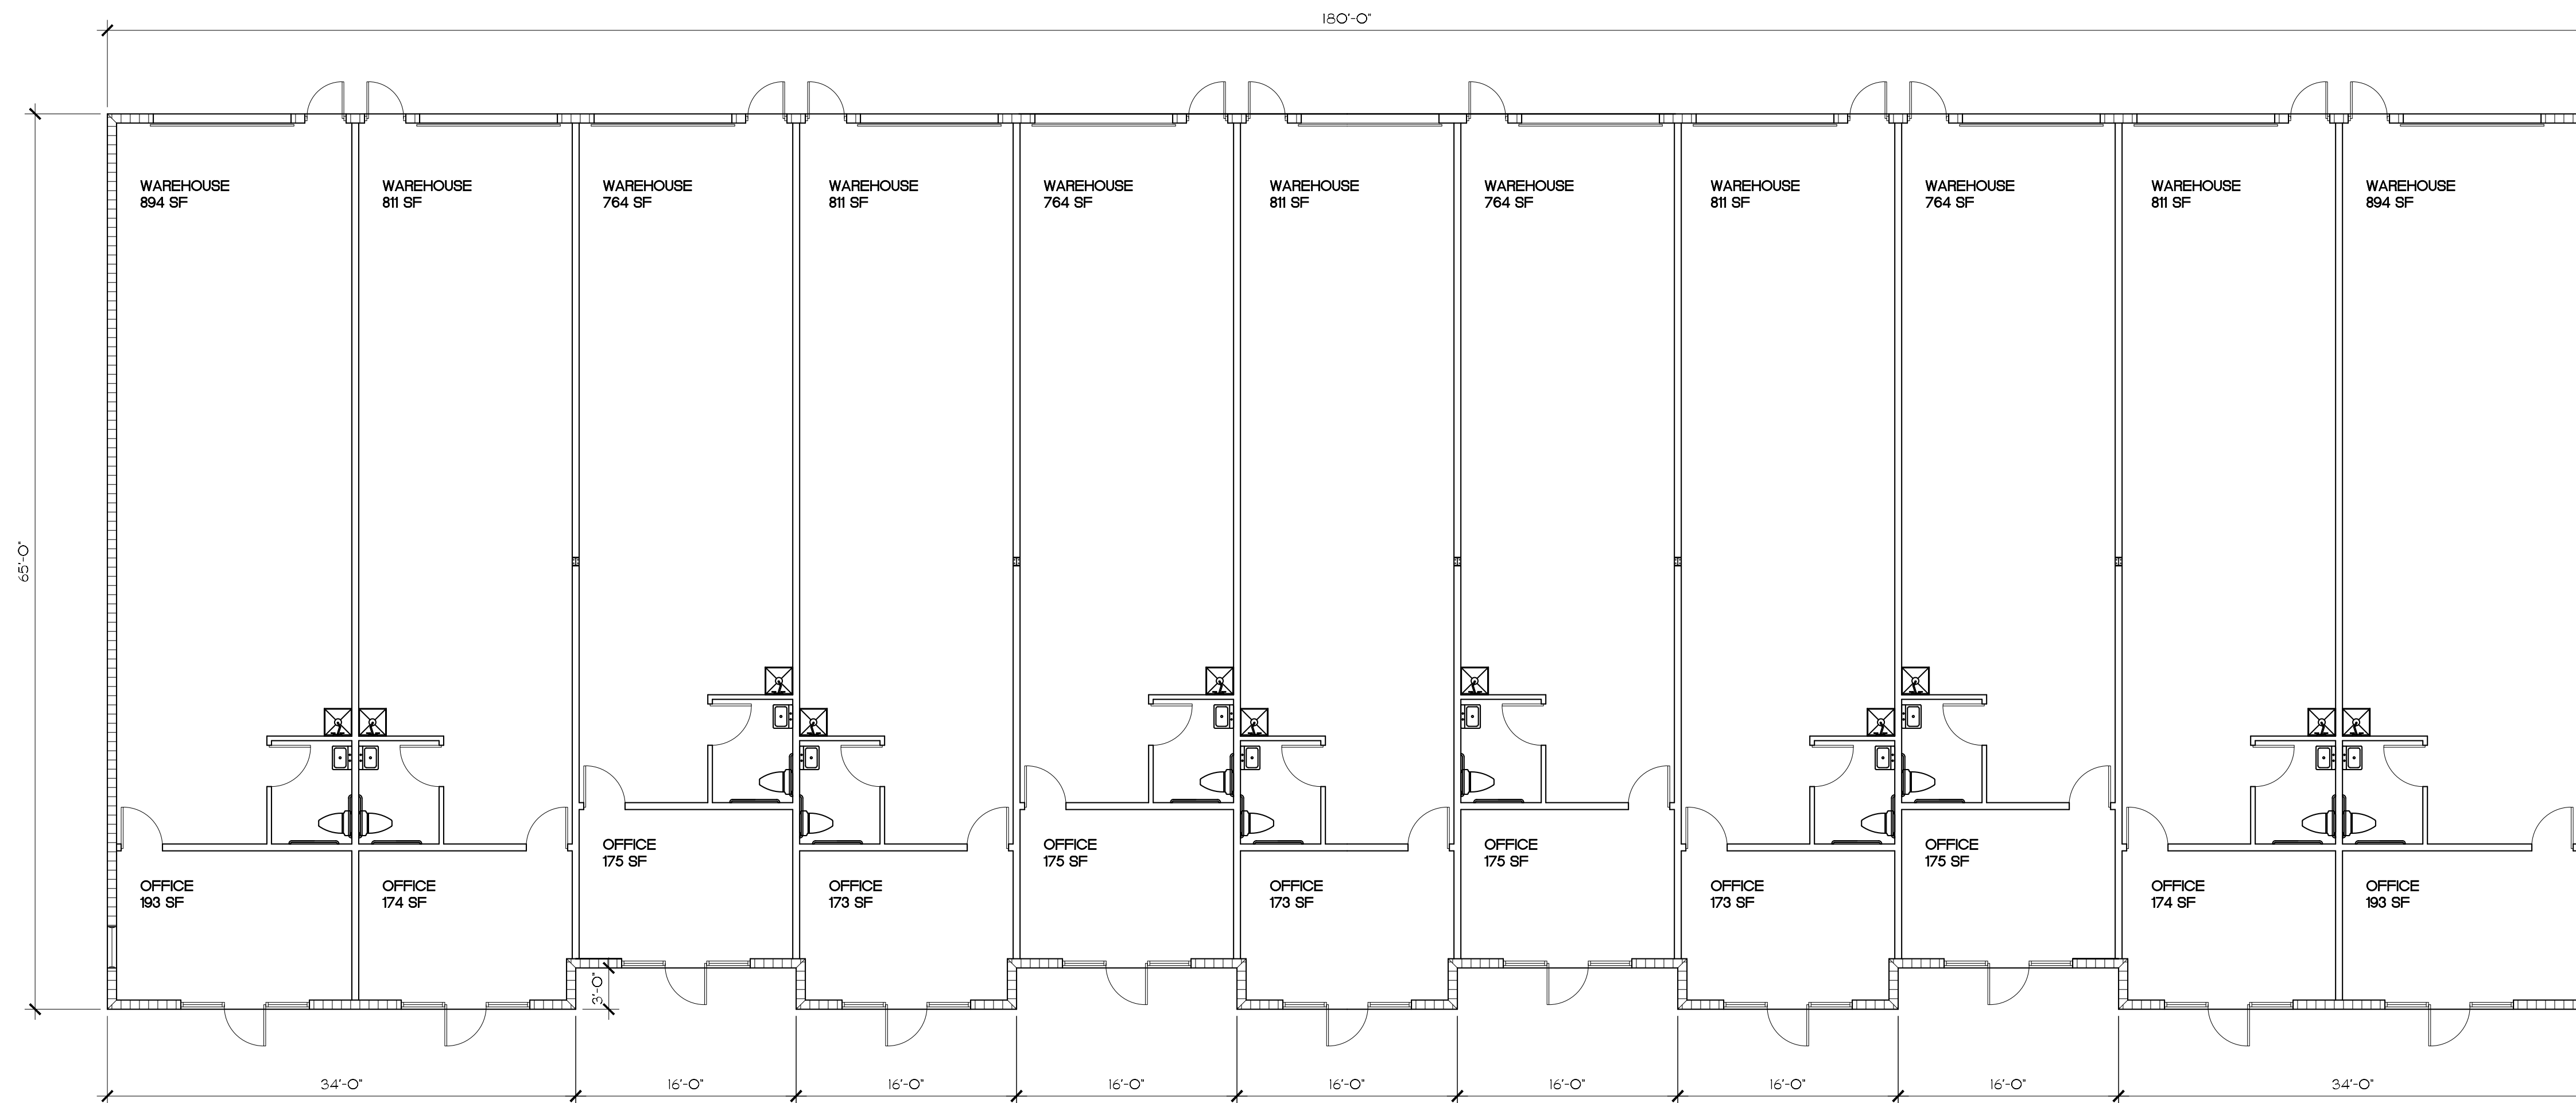 180'-0"
WAREHOUSE
894 SF
WAREHOUSE
811 SF
WAREHOUSE
764 SF
WAREHOUSE
811 SF
WAREHOUSE
764 SF
WAREHOUSE
811 SF
WAREHOUSE
764 SF
WAREHOUSE
811 SF
WAREHOUSE
764 SF
WAREHOUSE
811 SF
WAREHOUSE
894 SF
65'-0"
OFFICE
193 SF
OFFICE
174 SF
OFFICE
175 SF
OFFICE
173 SF
OFFICE
175 SF
OFFICE
173 SF
OFFICE
175 SF
OFFICE
173 SF
OFFICE
175 SF
OFFICE
174 SF
OFFICE
193 SF
3'-0"
34'-0"
16'-0"
16'-0"
16'-0"
16'-0"
16'-0"
16'-0"
16'-0"
34'-0"